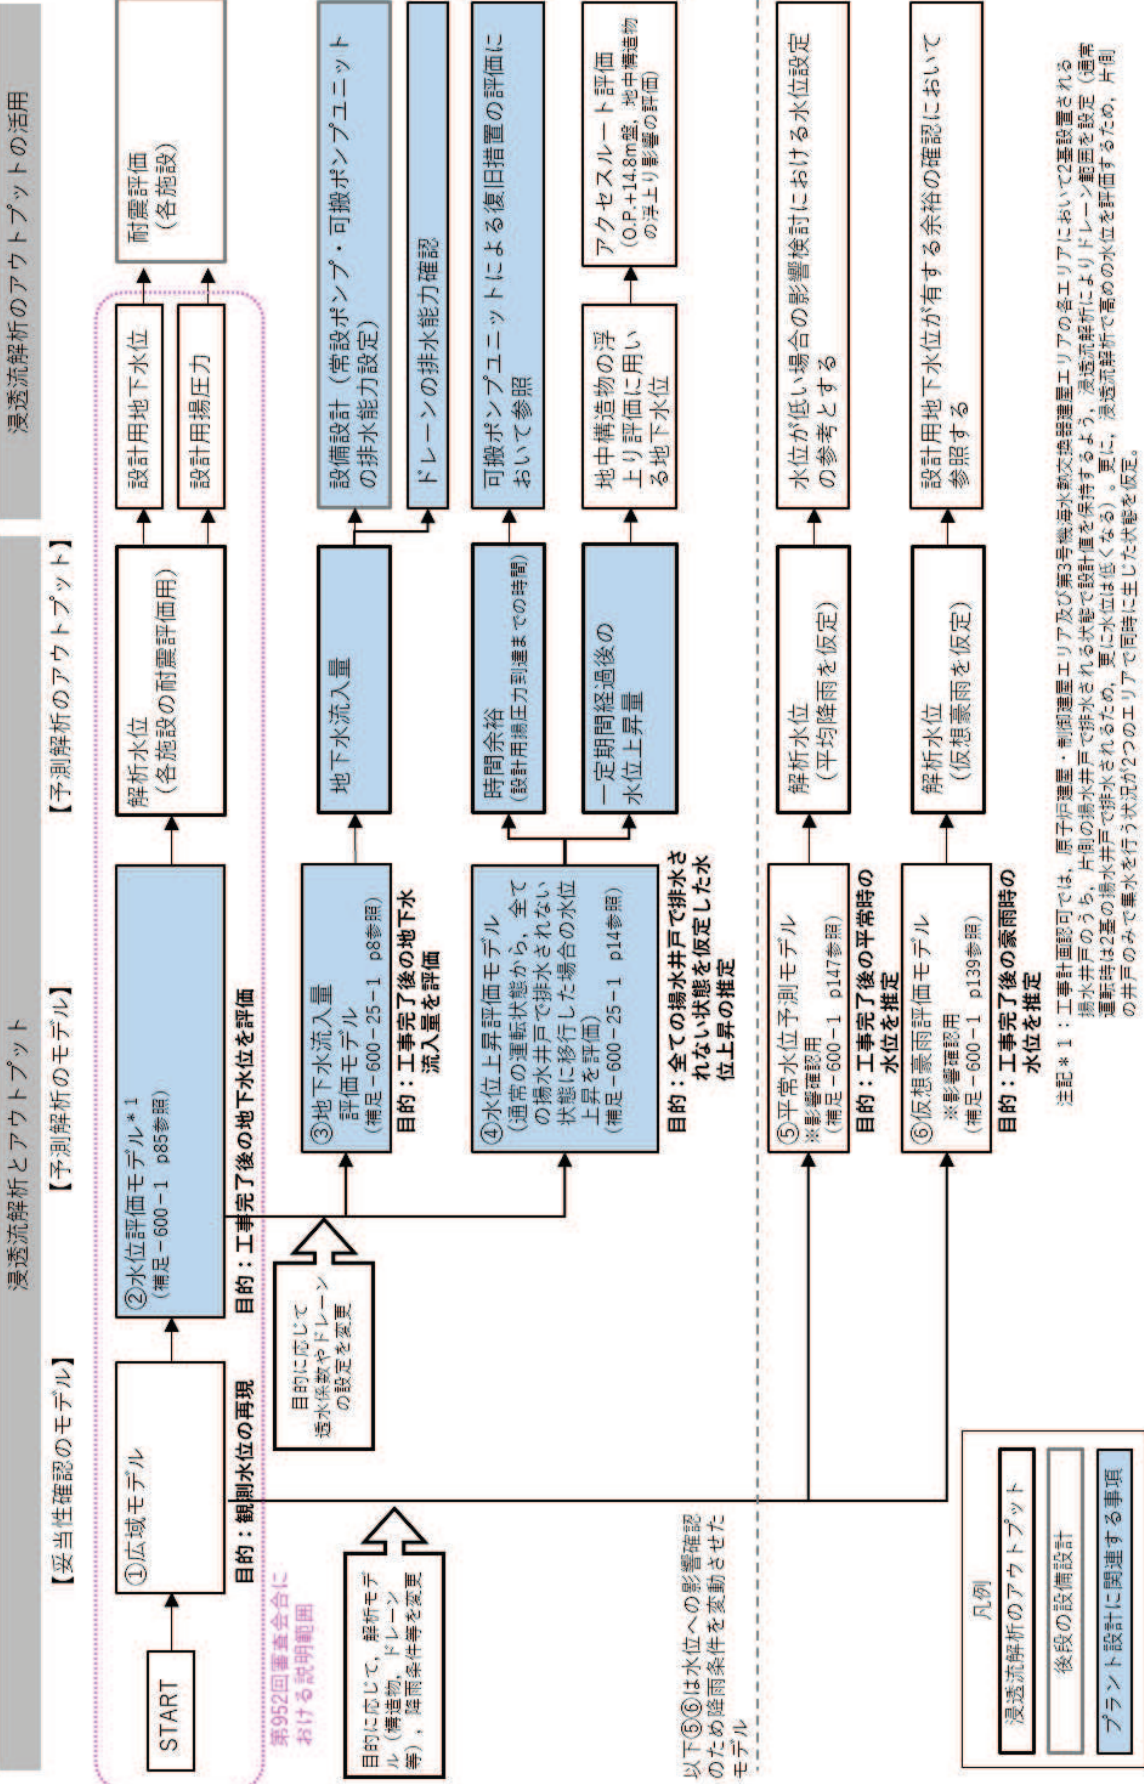 浸透流解析とアウトプット
浸透流解析のアウトプットの活用
【妥当性確認のモデル】
【予測解析のモデル】
【予測解析のアウトプット】
START
①広域モデル
目的：観測水位の再現
②水位評価モデル＊1
(補足－600－1 p85参照)
目的：工事完了後の地下水位を評価
解析水位
(各施設の耐震評価用)
設計用地下水位
設計用揚圧力
耐震評価
(各施設)
第952回審査会合に
おける説明範囲
目的に応じて
透水係数やドレーン
の設定を変更
③地下水流入量
評価モデル
(補足－600－25－1 p8参照)
目的：工事完了後の地下水
流入量を評価
地下水流入量
設備設計（常設ポンプ・可搬ポンプユニット
の排水能力設定）
ドレーンの排水能力確認
目的に応じて，解析モデ
ル（構造物，ドレーン
等），降雨条件等を変更
④水位上昇評価モデル
(通常の運転状態から，全て
の揚水井戸で排水されない
状態に移行した場合の水位
上昇を評価)
(補足－600－25－1 p14参照)
目的：全ての揚水井戸で排水さ
れない状態を仮定した水
位上昇の推定
時間余裕
(設計用揚圧力到達までの時間)
可搬ポンプユニットによる復旧措置の評価に
おいて参照
一定期間経過後の
水位上昇量
地中構造物の浮
上り評価に用い
る地下水位
アクセスルート評価
(O.P.+14.8m盤，地中構造物
の浮上り影響の評価)
以下⑤⑥は水位への影響確認
のため降雨条件を変動させた
モデル
⑤平常水位予測モデル
※影響確認用
(補足－600－1 p147参照)
目的：工事完了後の平常時の
水位を推定
解析水位
(平均降雨を仮定)
水位が低い場合の影響検討における水位設定
の参考とする
⑥仮想豪雨評価モデル
※影響確認用
(補足－600－1 p139参照)
目的：工事完了後の豪雨時の
水位を推定
解析水位
(仮想豪雨を仮定)
設計用地下水位が有する余裕の確認において
参照する
凡例
浸透流解析のアウトプット
後段の設備設計
プラント設計に関連する事項
注記＊1：工事計画認可では，原子炉建屋・制御建屋エリア及び第3号機海水熱交換器建屋エリアの各エリアにおいて2基設置される
揚水井戸のうち，片側の揚水井戸で排水される状態で設計値を保持するよう，浸透流解析によりドレーン範囲を設定（通常
運転時は2基の揚水井戸で排水されるため，更に水位は低くなる）。更に，浸透流解析で高めの水位を評価するため，片側
の井戸のみで集水を行う状況が2つのエリアで同時に生じた状態を仮定。